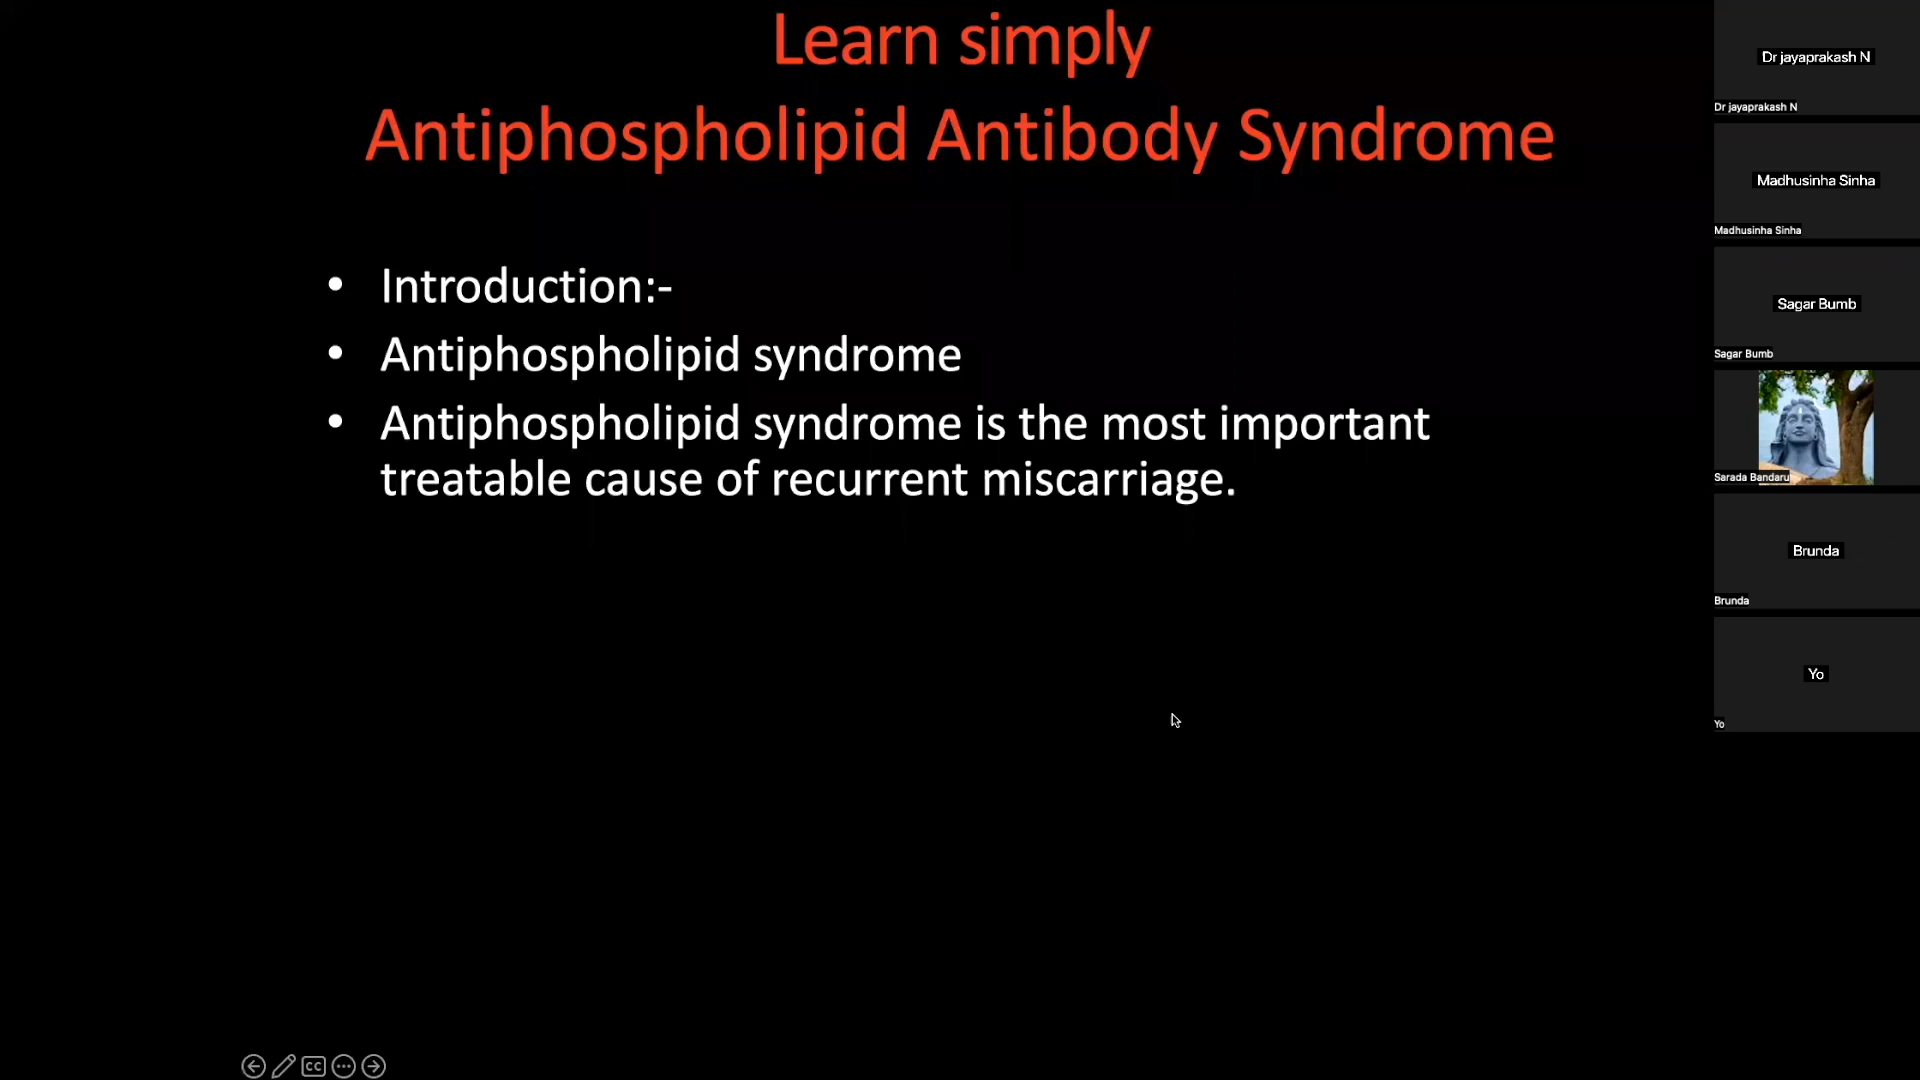 Learn simply
Antiphospholipid Antibody Syndrome
• Introduction:-
• Antiphospholipid syndrome
• Antiphospholipid syndrome is the most important
treatable cause of recurrent miscarriage.
Dr jayaprakash N
Dr jayaprakash N
Madhusinha Sinha
Madhusinha Sinha
Sagar Bumb
Sagar Bumb
Sarada Bandaru
Brunda
Brunda
Yo
Yo
CC